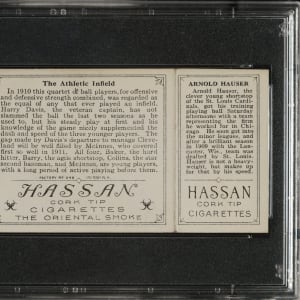 The Athletic Infield
In 1910 this quartet of ball players, for offensive
and defensive strength combined, was regarded as
the equal of any that ever played an infield.
Harry Davis, the veteran captain, has not
slammed the ball the last two seasons as he
used to, but his steady play at first and his
knowledge of the game nicely supplemented the
dash and speed of the three younger players. The
gap made by Davis's departure to manage Cleve-
land will be well filled by McInnes, who covered
first so well in 1911. Of the old four, Baker, the hard
hitter, Barry, the agile shortstop, Collins, the star
second baseman, and McInnes, are young players,
with a long period of active playing before them.
HASSAN
CORK TIP
CIGARETTES
THE ORIENTAL SMOKE
ARNOLD HAUSER
Arnold Hauser, the
clever young shortstop
of the St. Louis Cardi-
nals, got his training
playing ball Saturday
afternoons with a team
representing the firm
he worked for in Chi-
cago. He soon got into
the minor leagues, and
after a brilliant season
in 1909 with the Lan-
caster, Wis., team was
drafted by St. Louis.
Hauser is not a heavy-
weight, but makes up
for that by his speed.
HASSAN
CORK TIP
CIGARETTES